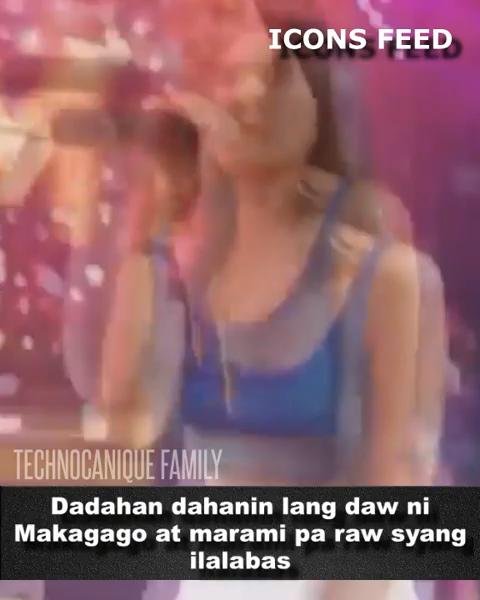 ICONS FEED
TECHNOCANIQUE FAMILY
Dadahan dahanin lang daw ni
Makagago at marami pa raw syang
ilalabas